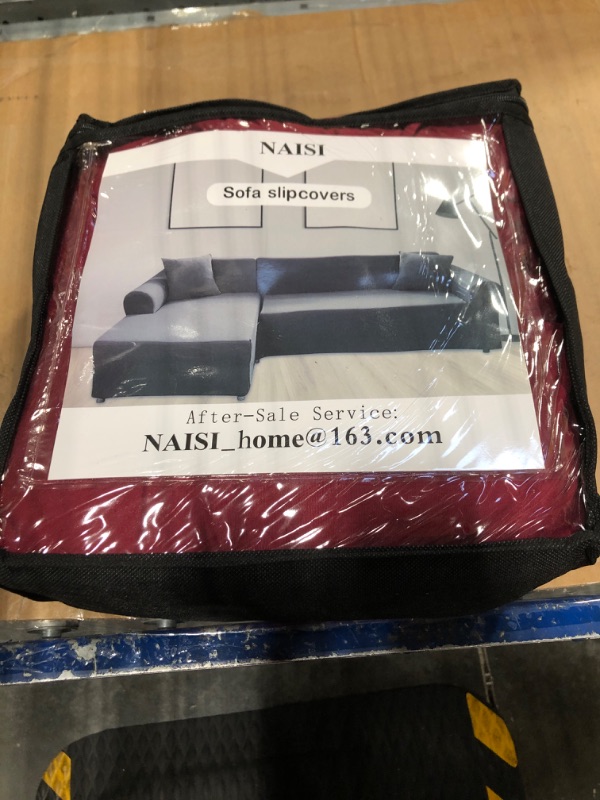 NAISI
Sofa slipcovers
After-Sale Service:
NAISI_home@163.com